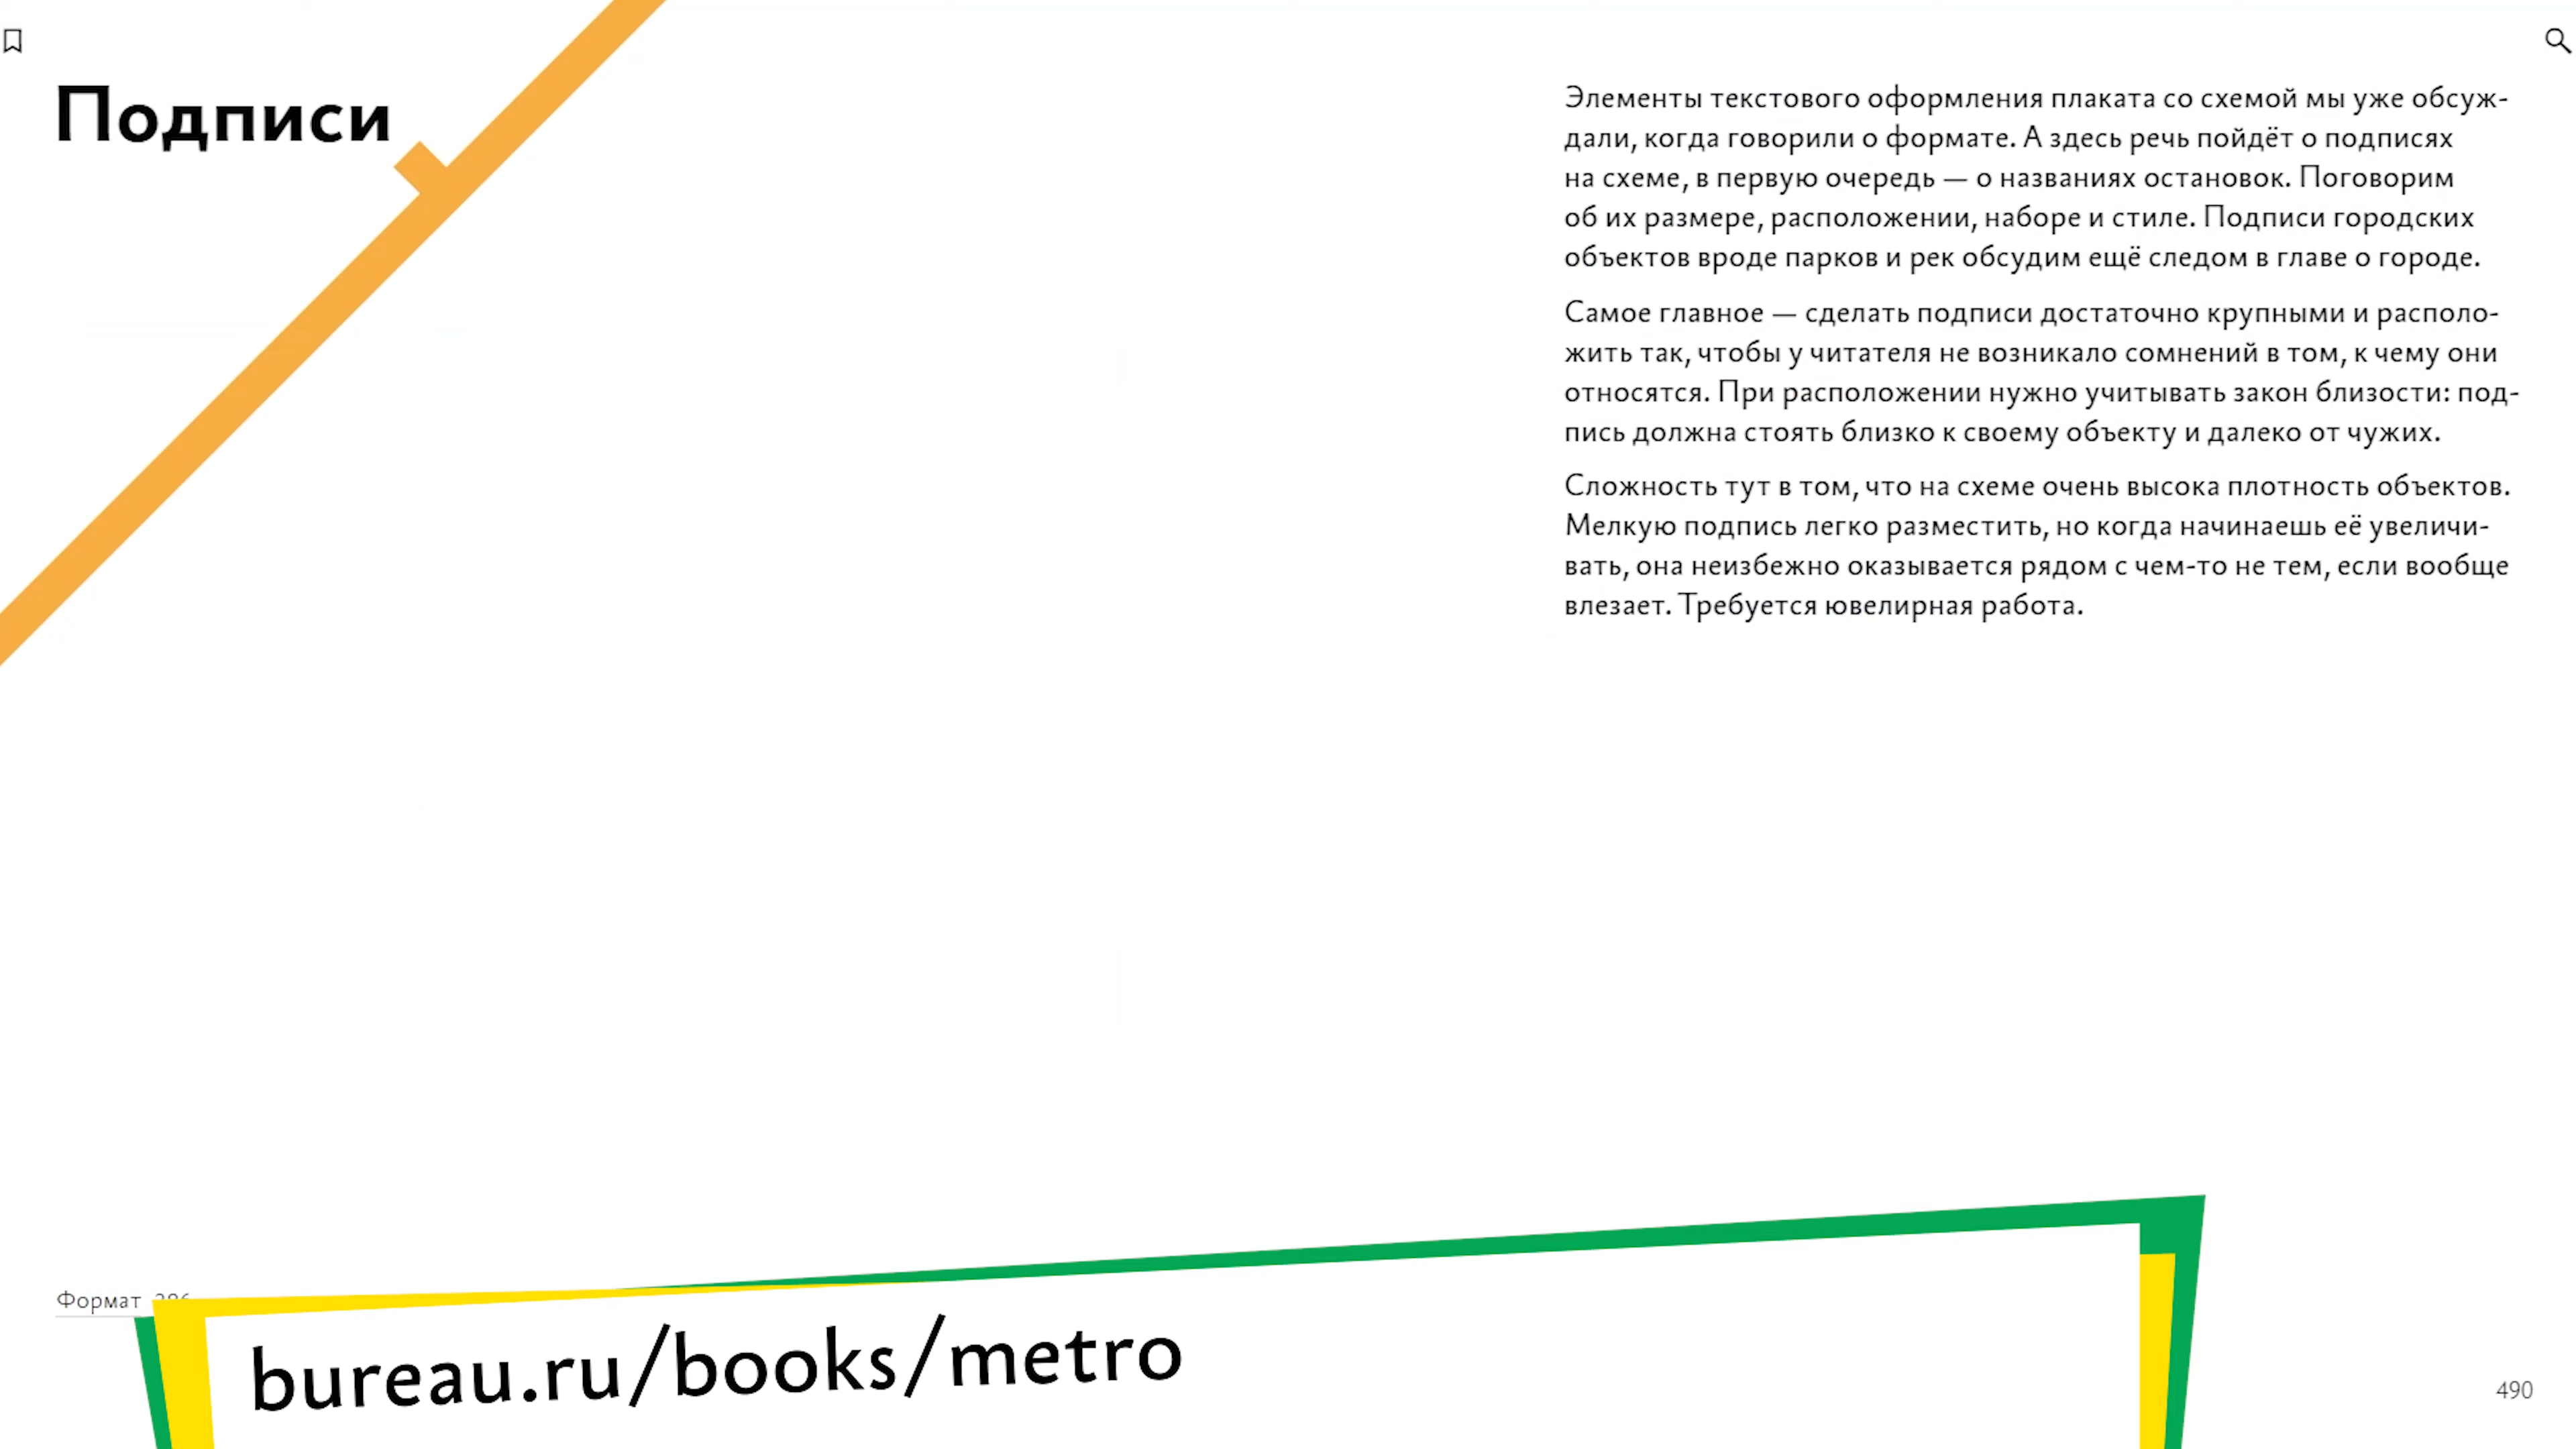 Подписи
Элементы текстового оформления плаката со схемой мы уже обсуж-
дали, когда говорили о формате. А здесь речь пойдёт о подписях
на схеме, в первую очередь — о названиях остановок. Поговорим
об их размере, расположении, наборе и стиле. Подписи городских
объектов вроде парков и рек обсудим ещё следом в главе о городе.
Самое главное — сделать подписи достаточно крупными и располо-
жить так, чтобы у читателя не возникало сомнений в том, к чему они
относятся. При расположении нужно учитывать закон близости: под-
пись должна стоять близко к своему объекту и далеко от чужих.
Сложность тут в том, что на схеме очень высока плотность объектов.
Мелкую подпись легко разместить, но когда начинаешь её увеличи-
вать, она неизбежно оказывается рядом с чем-то не тем, если вообще
влезает. Требуется ювелирная работа.
Формат
bureau.ru/books/metro
490